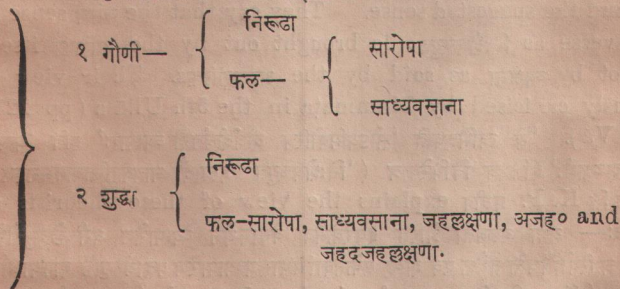 निरूढा
१ गौणी—
सारोपा
फल—
साध्यवसाना
निरूढा
२ शुद्धा
फल-सारोपा, साध्यवसाना, जहल्लक्षणा, अजह० and
जहदजहल्लक्षणा.